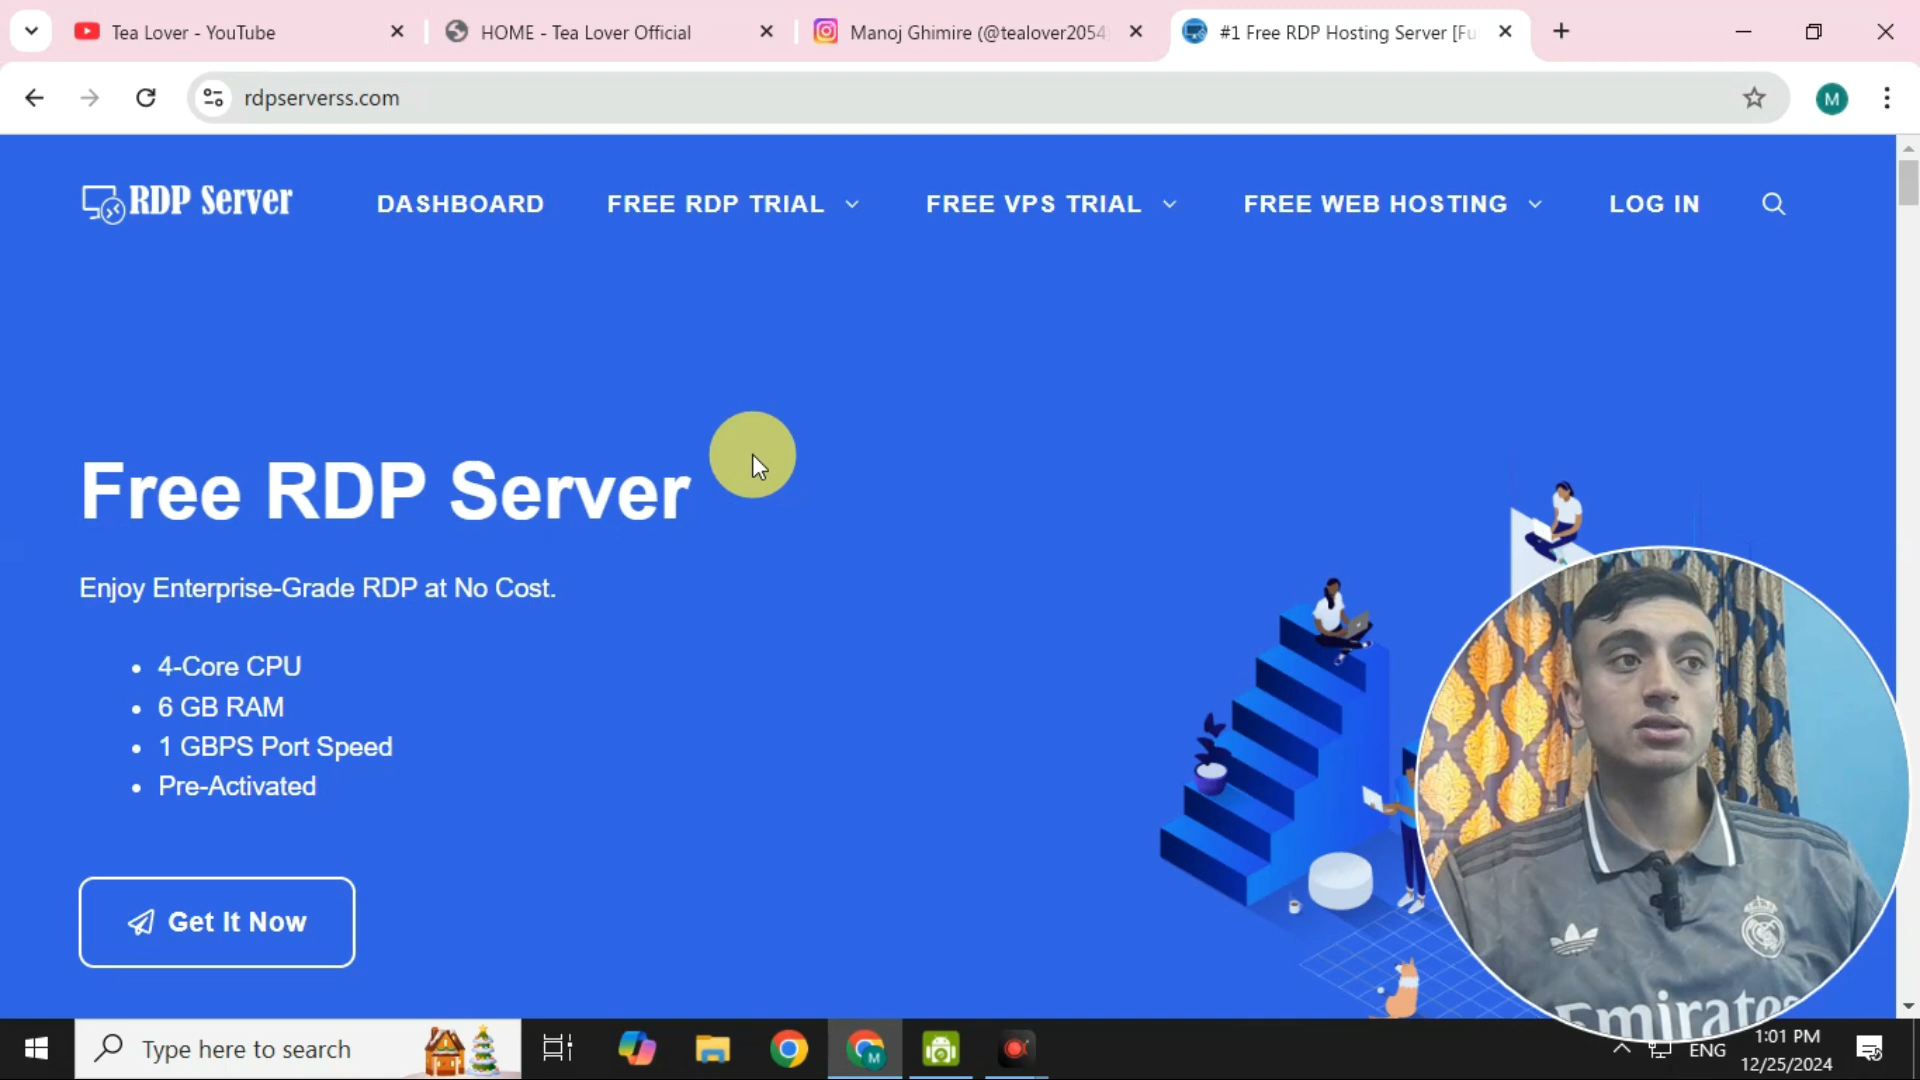 Tea Lover - YouTube
HOME - Tea Lover Official
Manoj Ghimire (@tealover2054
#1 Free RDP Hosting Server [Fu
rdpserverss.com
M
RDP Server
DASHBOARD
FREE RDP TRIAL
FREE VPS TRIAL
FREE WEB HOSTING
LOG IN
Free RDP Server
Enjoy Enterprise-Grade RDP at No Cost.
• 4-Core CPU
• 6 GB RAM
• 1 GBPS Port Speed
• Pre-Activated
Get It Now
Emirates
Type here to search
M
ENG
1:01 PM
12/25/2024